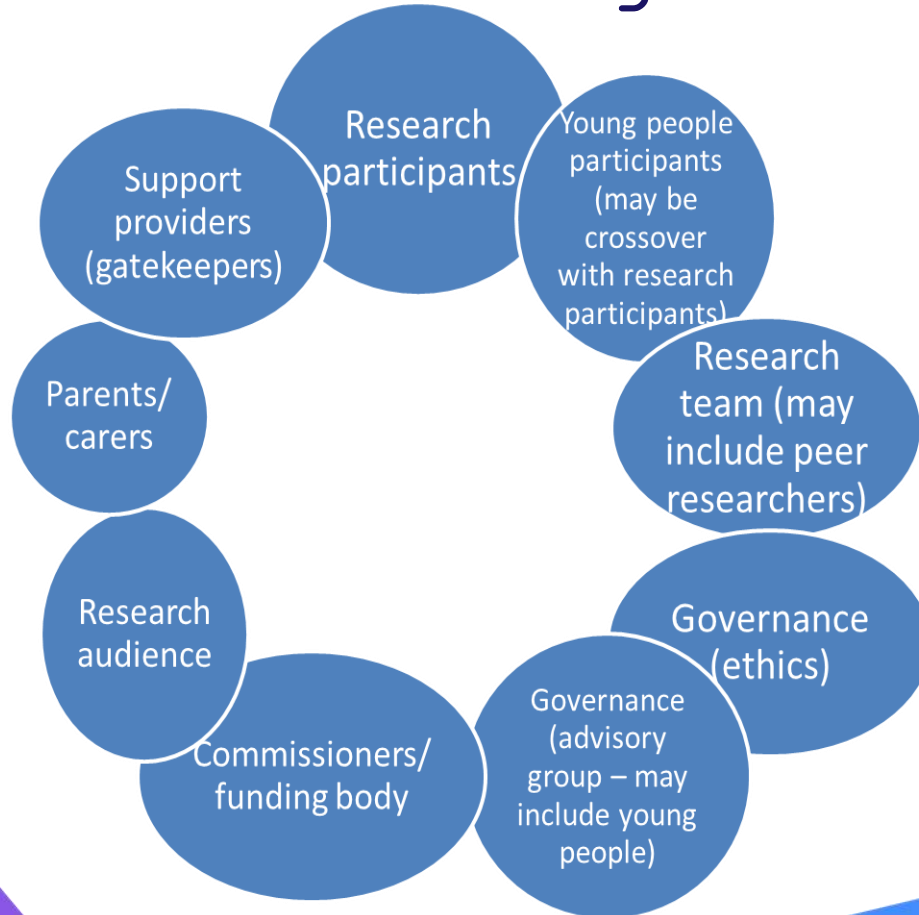 Research
participants
Young people
participants
(may be
crossover
with research
participants)
Research
team (may
include peer
researchers)
Governance
(ethics)
Governance
(advisory
group – may
include young
people)
Commissioners/
funding body
Research
audience
Parents/
carers
Support
providers
(gatekeepers)